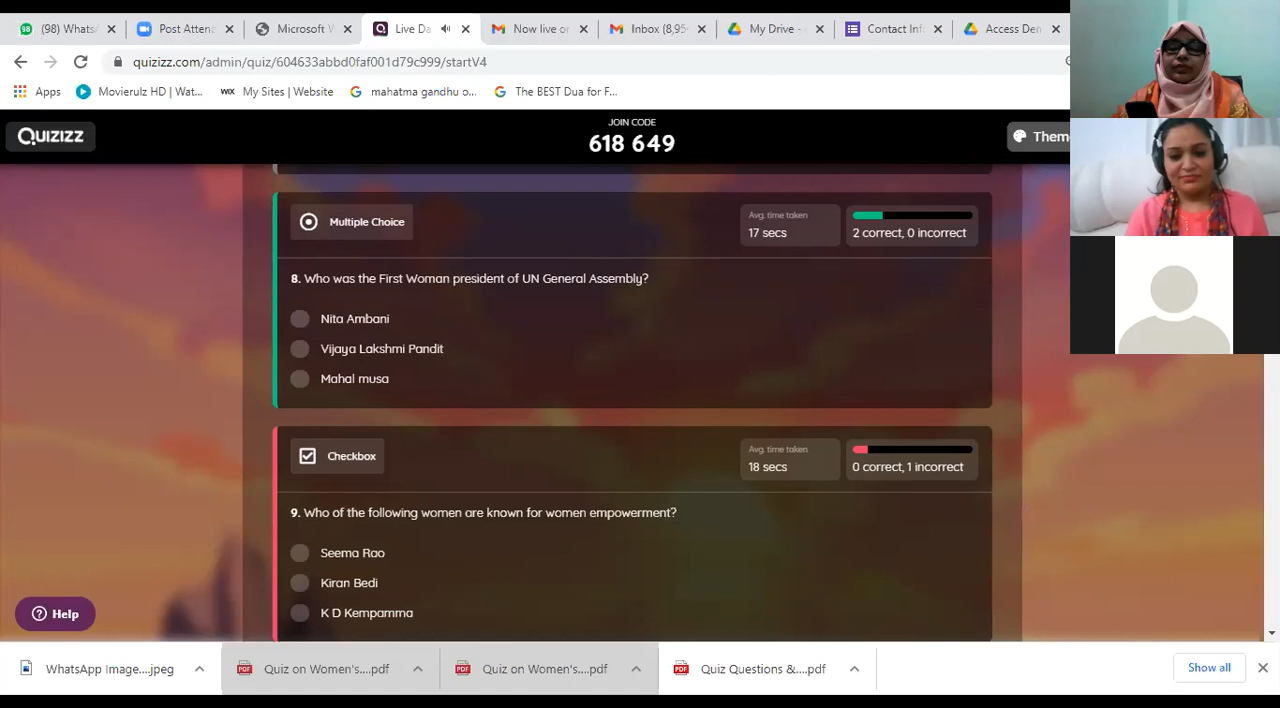 (98) Whats
Post Attend
Microsoft V
Live Da
Now live or
Inbox (8,95
My Drive -
Contact Inf
Access Den
quizizz.com/admin/quiz/604633abbd0faf001d79c999/startV4
Apps
Movierulz HD | Wat...
WIX
My Sites | Website
mahatma gandhu o...
The BEST Dua for F...
QUIZIZZ
JOIN CODE
618 649
Them
Multiple Choice
Avg. time taken
17 secs
2 correct, 0 incorrect
8. Who was the First Woman president of UN General Assembly?
Nita Ambani
Vijaya Lakshmi Pandit
Mahal musa
Checkbox
Avg. time taken
18 secs
0 correct, 1 incorrect
9. Who of the following women are known for women empowerment?
Seema Rao
Kiran Bedi
K D Kempamma
Help
WhatsApp Image....jpeg
PDF
Quiz on Women's....pdf
PDF
Quiz on Women's....pdf
PDF
Quiz Questions &....pdf
Show all